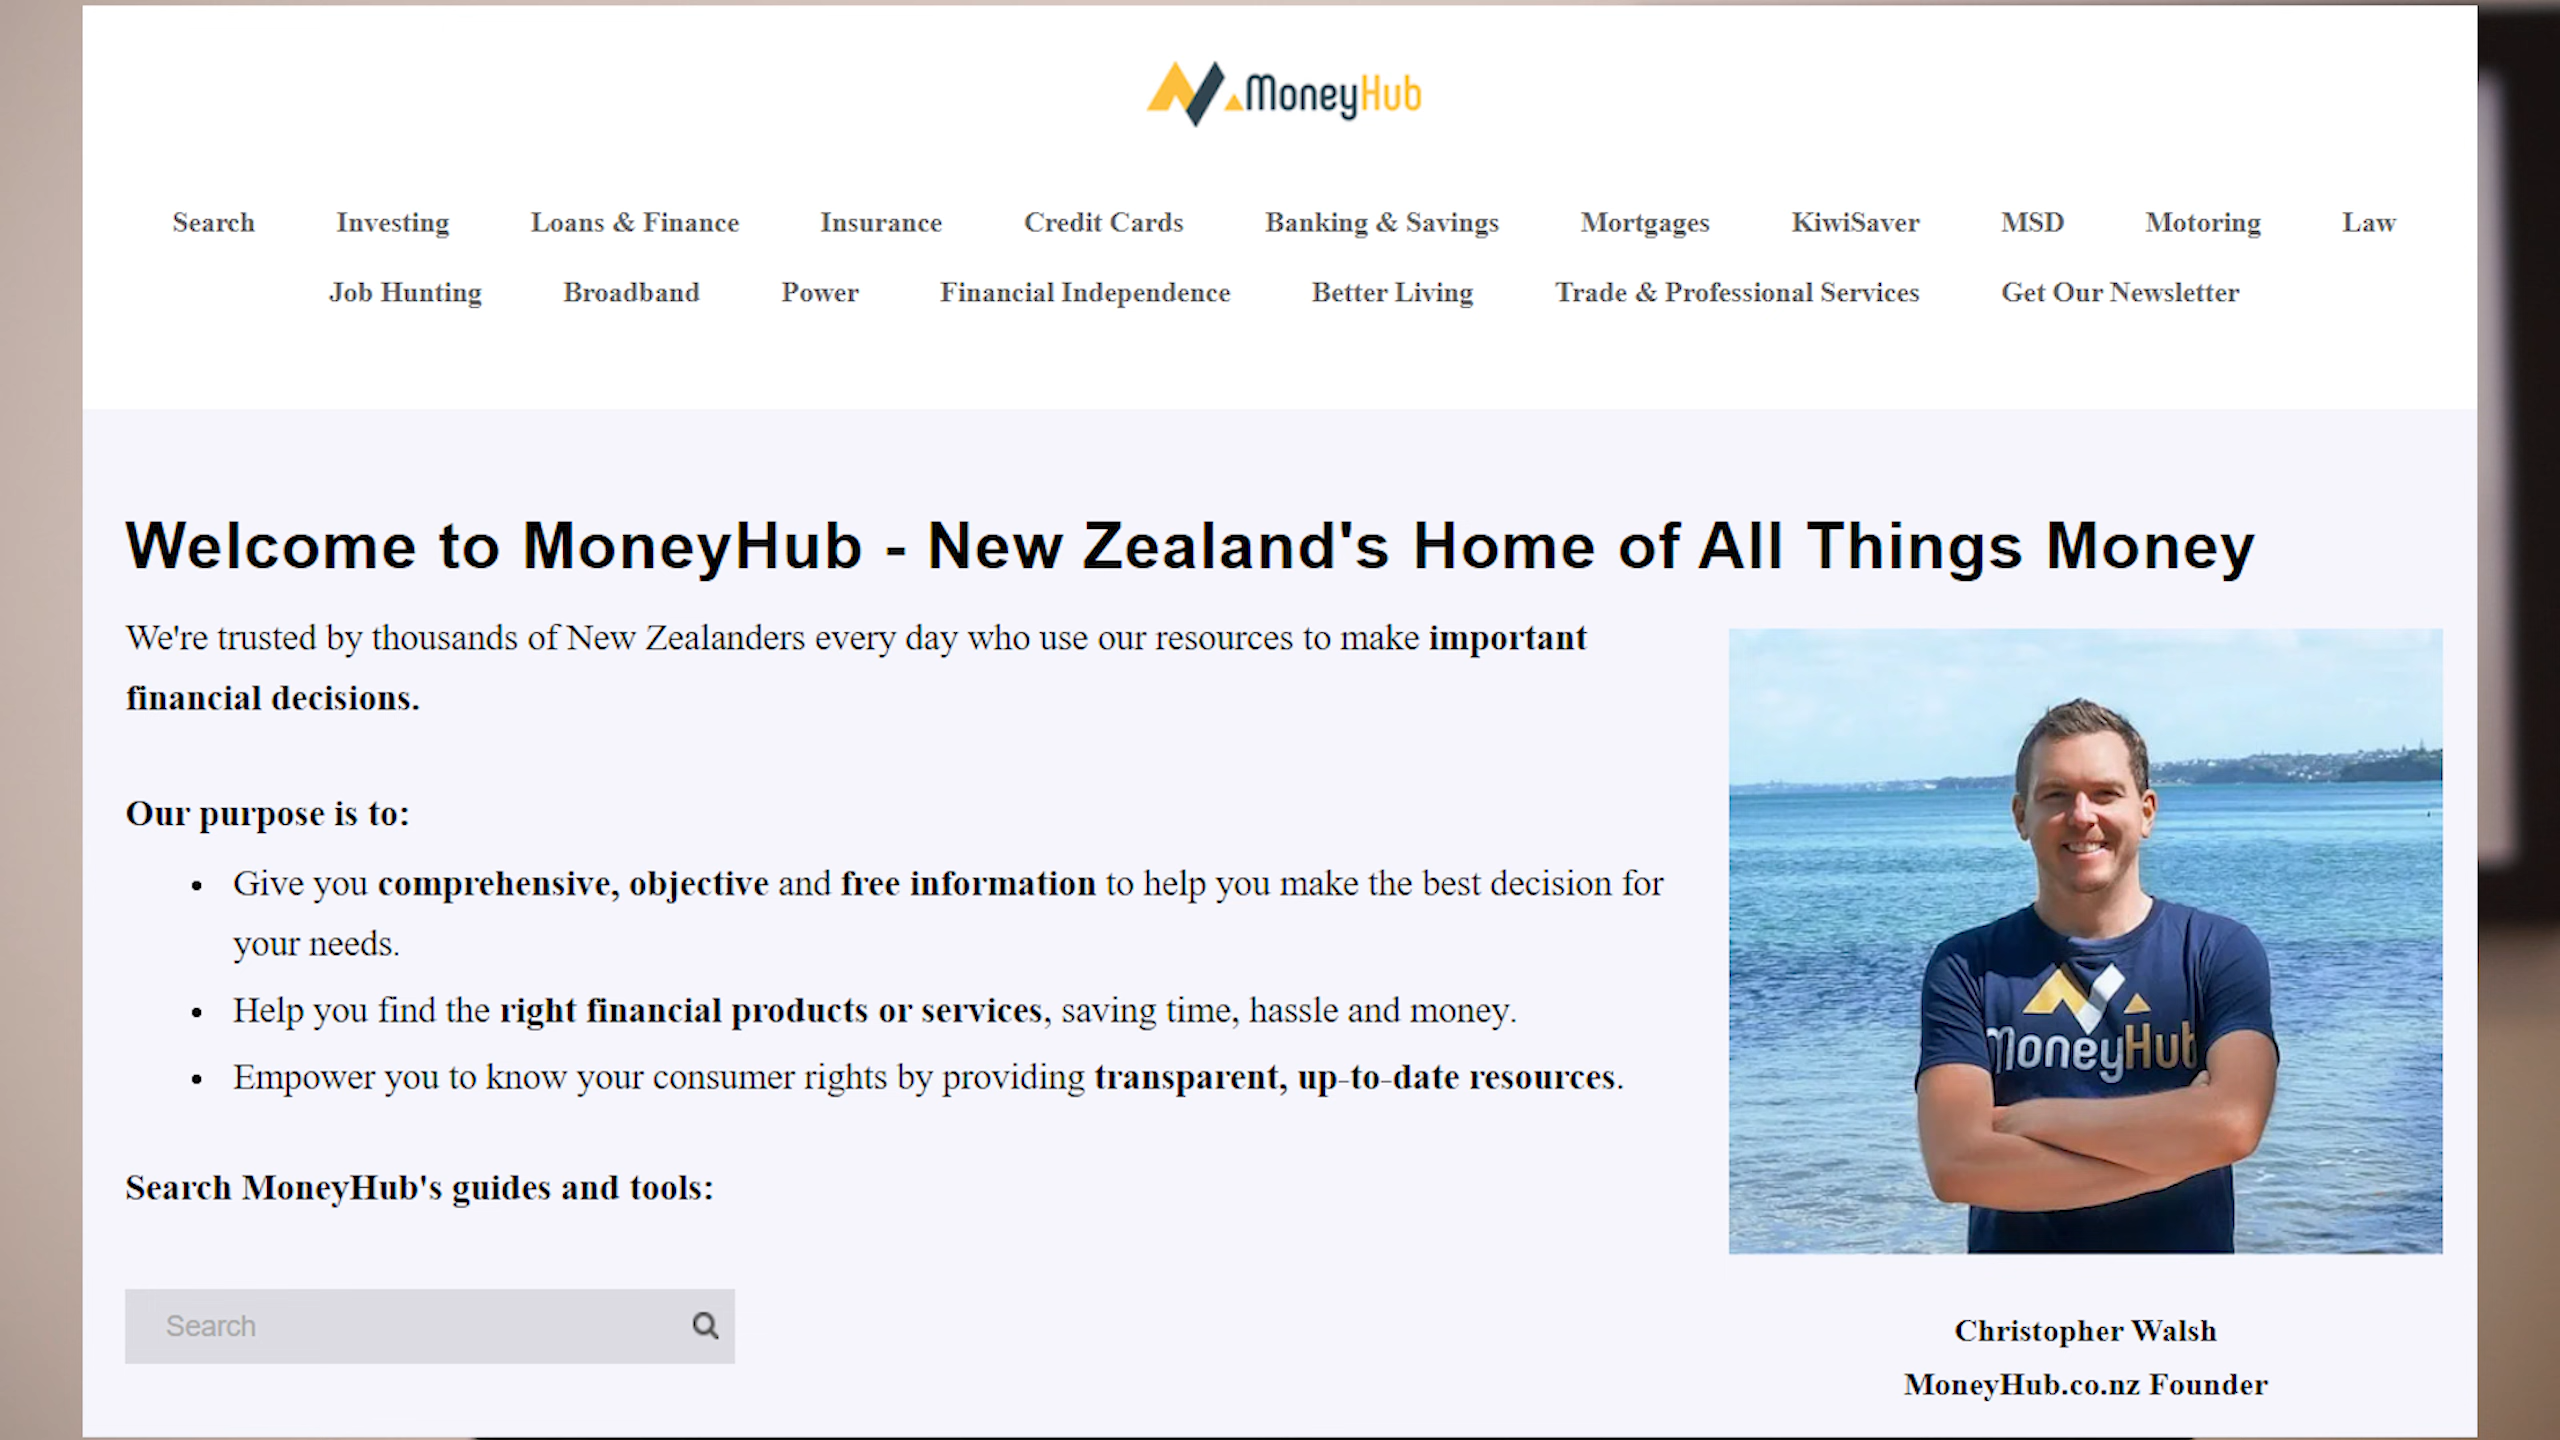 MoneyHub
Search Investing Loans & Finance Insurance Credit Cards Banking & Savings Mortgages KiwiSaver MSD Motoring Law
Job Hunting Broadband Power Financial Independence Better Living Trade & Professional Services Get Our Newsletter
Welcome to MoneyHub - New Zealand's Home of All Things Money
We're trusted by thousands of New Zealanders every day who use our resources to make important
financial decisions.
Our purpose is to:
• Give you comprehensive, objective and free information to help you make the best decision for
your needs.
• Help you find the right financial products or services, saving time, hassle and money.
• Empower you to know your consumer rights by providing transparent, up-to-date resources.
Search MoneyHub's guides and tools:
Search
MoneyHub
Christopher Walsh
MoneyHub.co.nz Founder